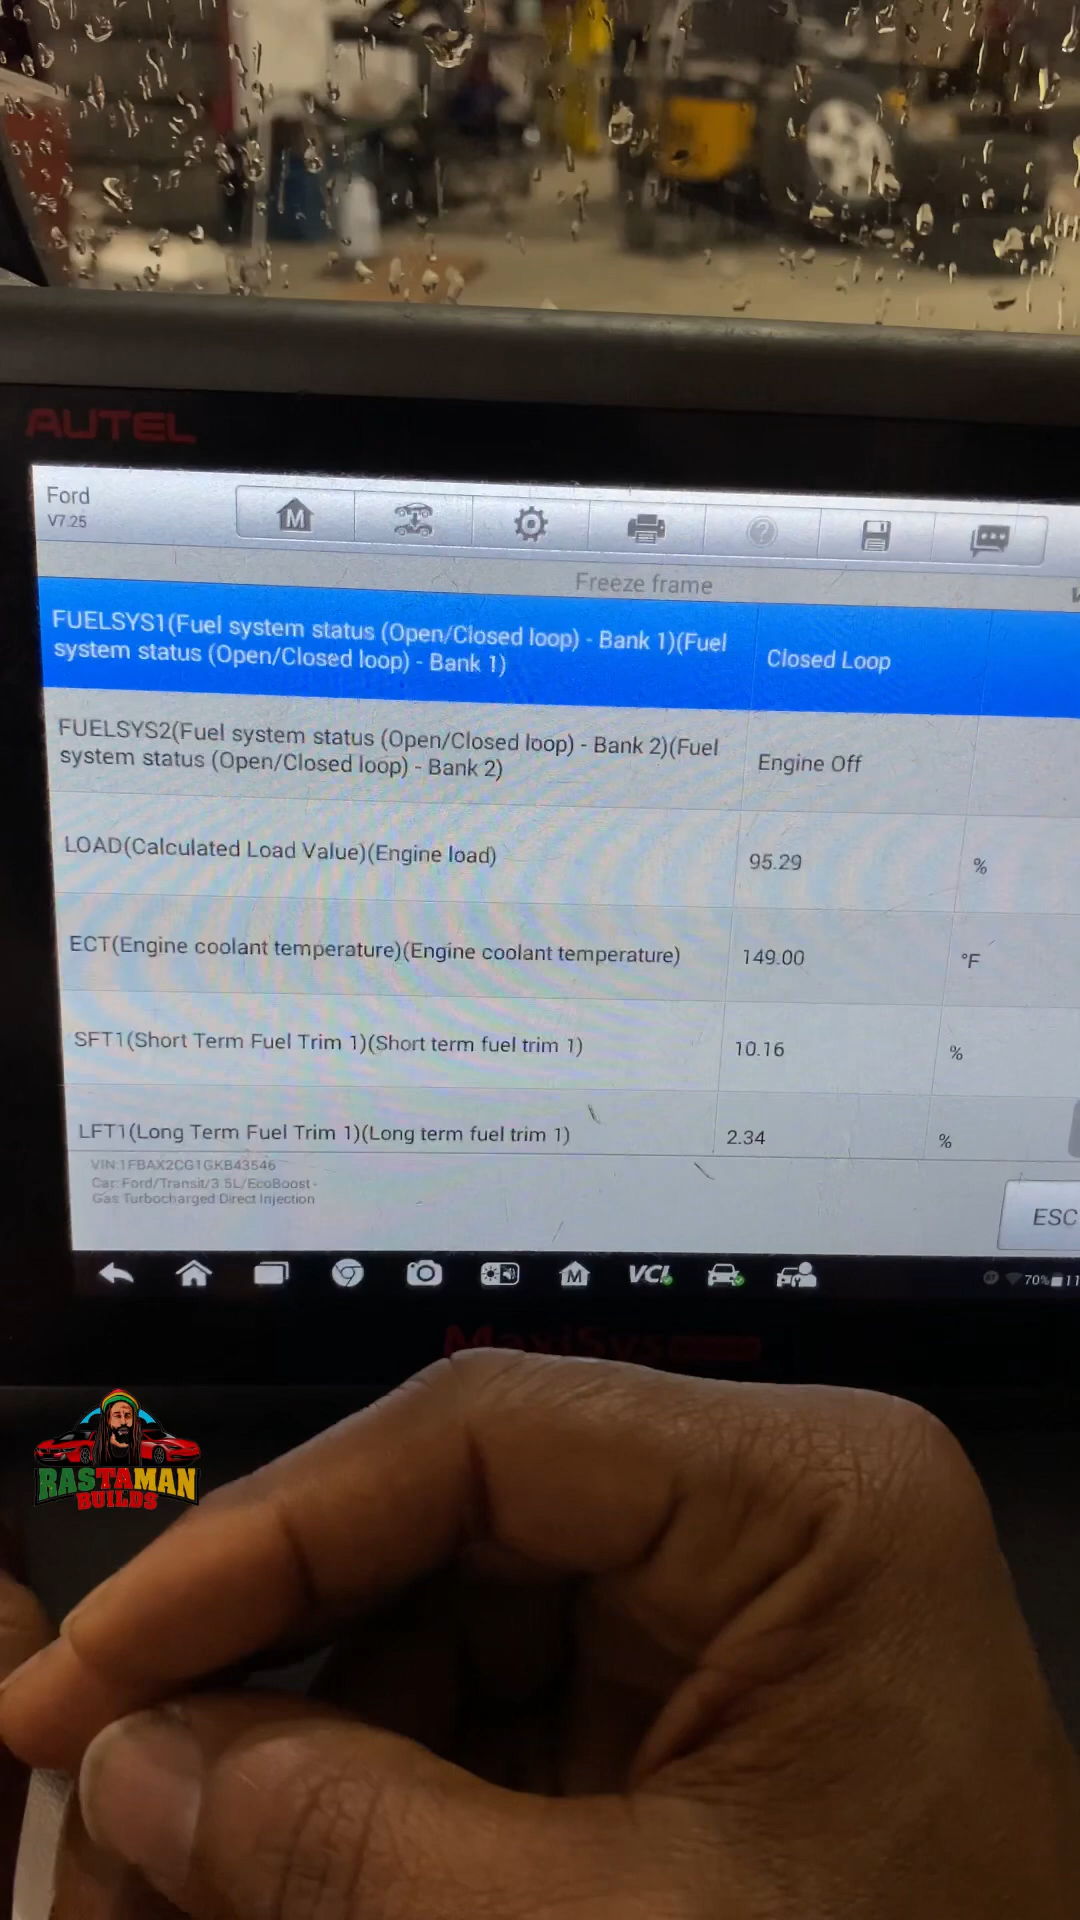 AUTEL
Ford
V7.25
M
?
Freeze frame
FUELSYS1(Fuel system status (Open/Closed loop) - Bank 1)(Fuel
system status (Open/Closed loop) - Bank 1)
Closed Loop
FUELSYS2(Fuel system status (Open/Closed loop) - Bank 2)(Fuel
system status (Open/Closed loop) - Bank 2)
Engine Off
LOAD(Calculated Load Value)(Engine load)
95.29
%
ECT(Engine coolant temperature)(Engine coolant temperature)
149.00
°F
SFT1(Short Term Fuel Trim 1)(Short term fuel trim 1)
10.16
%
LFT1(Long Term Fuel Trim 1)(Long term fuel trim 1)
2.34
%
VIN:1FBAX2CG1GKB43546
Car:Ford/Transit/3.5L/EcoBoost -
Gas Turbocharged Direct Injection
ESC
M
VCI
70%
11
MaxiSys
RASTAMAN
BUILDS